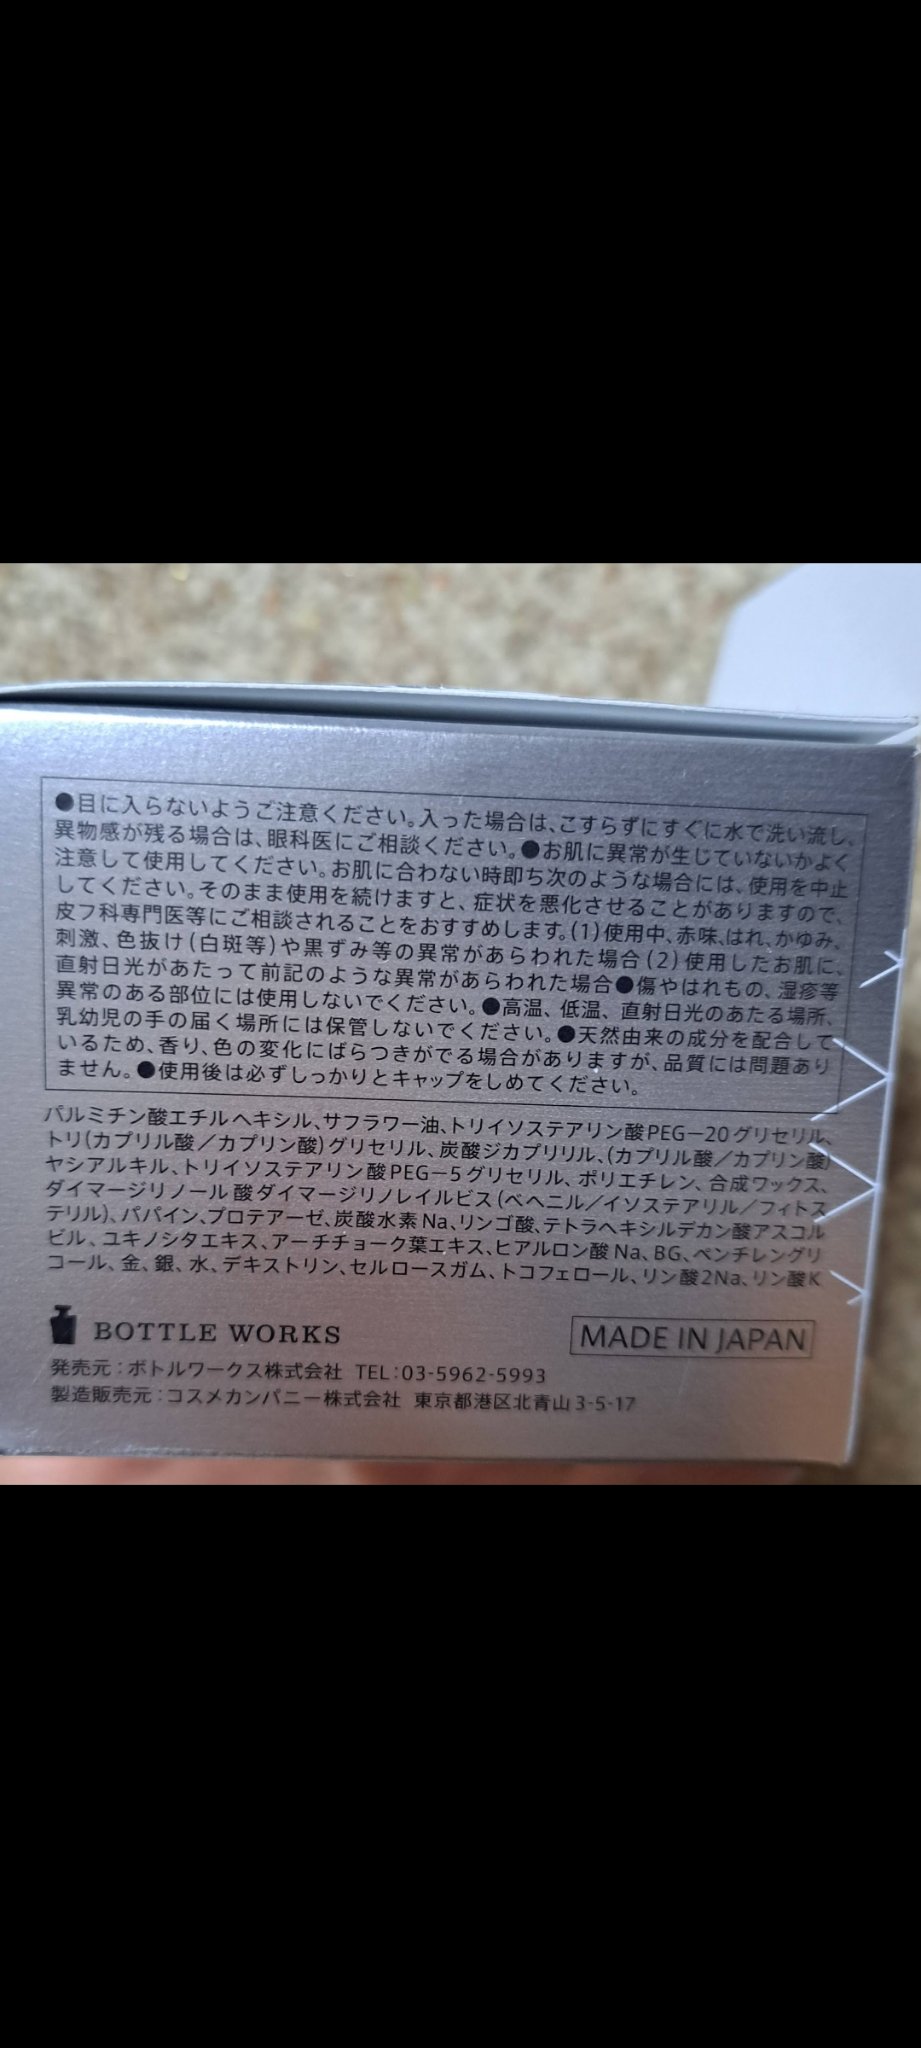 ●目に入らないようご注意ください。入った場合は、こすらずにすぐに水で洗い流し、
異物感が残る場合は、眼科医にご相談ください。●お肌に異常が生じていないかよく
注意して使用してください。お肌に合わない時即ち次のような場合には、使用を中止
してください。そのまま使用を続けますと、症状を悪化させることがありますので、
皮フ科専門医等にご相談されることをおすすめします。(1)使用中、赤味、はれ、かゆみ、
刺激、色抜け(白斑等)や黒ずみ等の異常があらわれた場合(2)使用したお肌に、
直射日光があたって前記のような異常があらわれた場合●傷やはれもの、湿疹等
異常のある部位には使用しないでください。●高温、低温、直射日光のあたる場所、
乳幼児の手の届く場所には保管しないでください。●天然由来の成分を配合して
いるため、香り、色の変化にばらつきがでる場合がありますが、品質には問題あり
ません。●使用後は必ずしっかりとキャップをしめてください。
パルミチン酸エチルヘキシル、サフラワー油、トリイソステアリン酸PEG－20グリセリル、
トリ(カプリル酸／カプリン酸)グリセリル、炭酸ジカプリリル、(カプリル酸／カプリン酸)
ヤシアルキル、トリイソステアリン酸PEG－5グリセリル、ポリエチレン、合成ワックス、
ダイマージリノール酸ダイマージリノレイルビス(ベヘニル／イソステアリル／フィトス
テリル)、パパイン、プロテアーゼ、炭酸水素Na、リンゴ酸、テトラヘキシルデカン酸アスコル
ビル、ユキノシタエキス、アーチチョーク葉エキス、ヒアルロン酸Na、BG、ペンチレングリ
コール、金、銀、水、デキストリン、セルロースガム、トコフェロール、リン酸2Na、リン酸K
BOTTLE WORKS
MADE IN JAPAN
発売元：ボトルワークス株式会社 TEL：03-5962-5993
製造販売元：コスメカンパニー株式会社 東京都港区北青山3-5-17